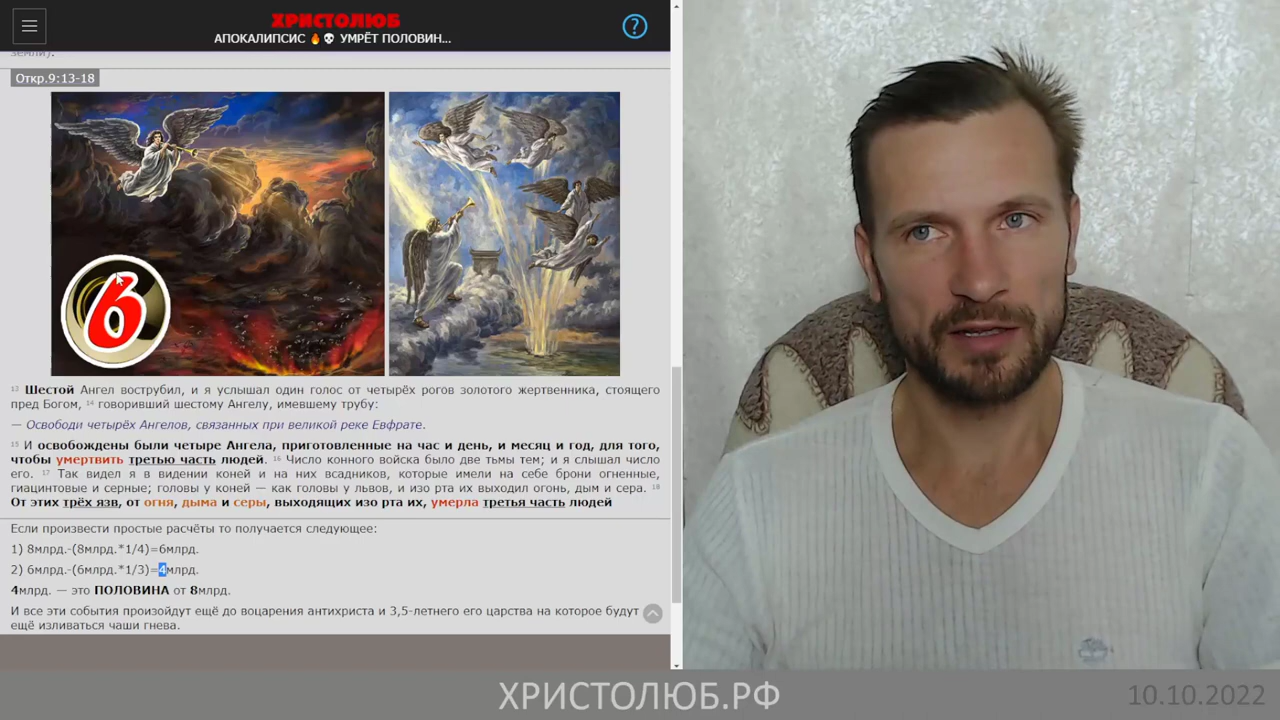 ХРИСТОЛЮБ
АПОКАЛИПСИС 🔥💀 УМРЁТ ПОЛОВИН...
?
земли).
Откр.9:13-18
6
13 Шестой Ангел вострубил, и я услышал один голос от четырёх рогов золотого жертвенника, стоящего
пред Богом, 14 говоривший шестому Ангелу, имевшему трубу:
— Освободи четырёх Ангелов, связанных при великой реке Евфрате.
15 И освобождены были четыре Ангела, приготовленные на час и день, и месяц и год, для того,
чтобы умертвить третью часть людей. 16 Число конного войска было две тьмы тем; и я слышал число
его. 17 Так видел я в видении коней и на них всадников, которые имели на себе брони огненные,
гиацинтовые и серные; головы у коней — как головы у львов, и изо рта их выходил огонь, дым и сера. 18
От этих трёх язв, от огня, дыма и серы, выходящих изо рта их, умерла третья часть людей
Если произвести простые расчёты то получается следующее:
1) 8млрд.-(8млрд.*1/4)=6млрд.
2) 6млрд.-(6млрд.*1/3)=4млрд.
4млрд. — это ПОЛОВИНА от 8млрд.
И все эти события произойдут ещё до воцарения антихриста и 3,5-летнего его царства на которое будут
ещё изливаться чаши гнева.
ХРИСТОЛЮБ.РФ
10.10.2022